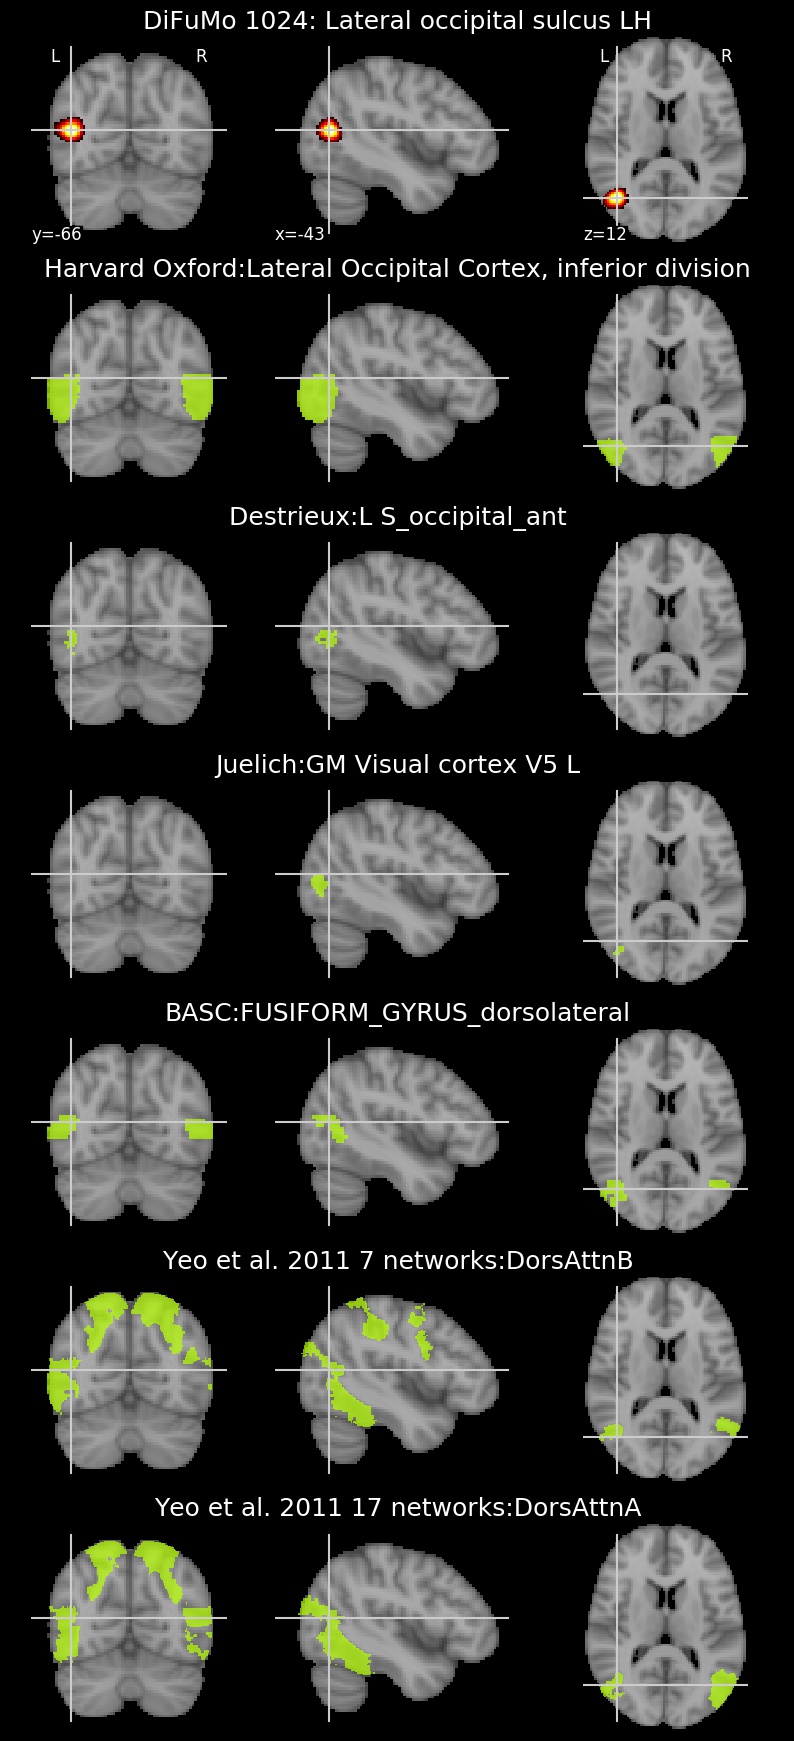 DiFuMo 1024: Lateral occipital sulcus LH
L R L R
y=-66 x=-43 z=12
Harvard Oxford:Lateral Occipital Cortex, inferior division
Destrieux:L S_occipital_ant
Juelich:GM Visual cortex V5 L
BASC:FUSIFORM_GYRUS_dorsolateral
Yeo et al. 2011 7 networks:DorsAttnB
Yeo et al. 2011 17 networks:DorsAttnA